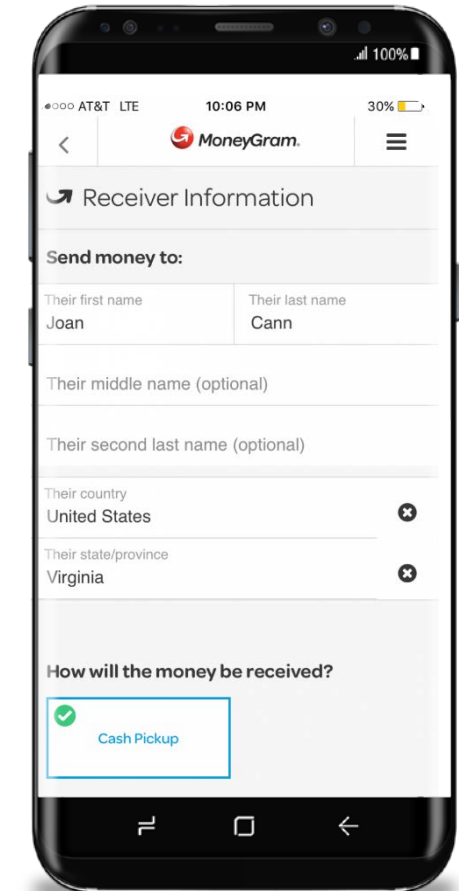 100%
AT&T LTE 10:06 PM 30%
MoneyGram.
Receiver Information
Send money to:
Their first name Their last name
Joan Cann
Their middle name (optional)
Their second last name (optional)
Their country
United States
Their state/province
Virginia
How will the money be received?
Cash Pickup